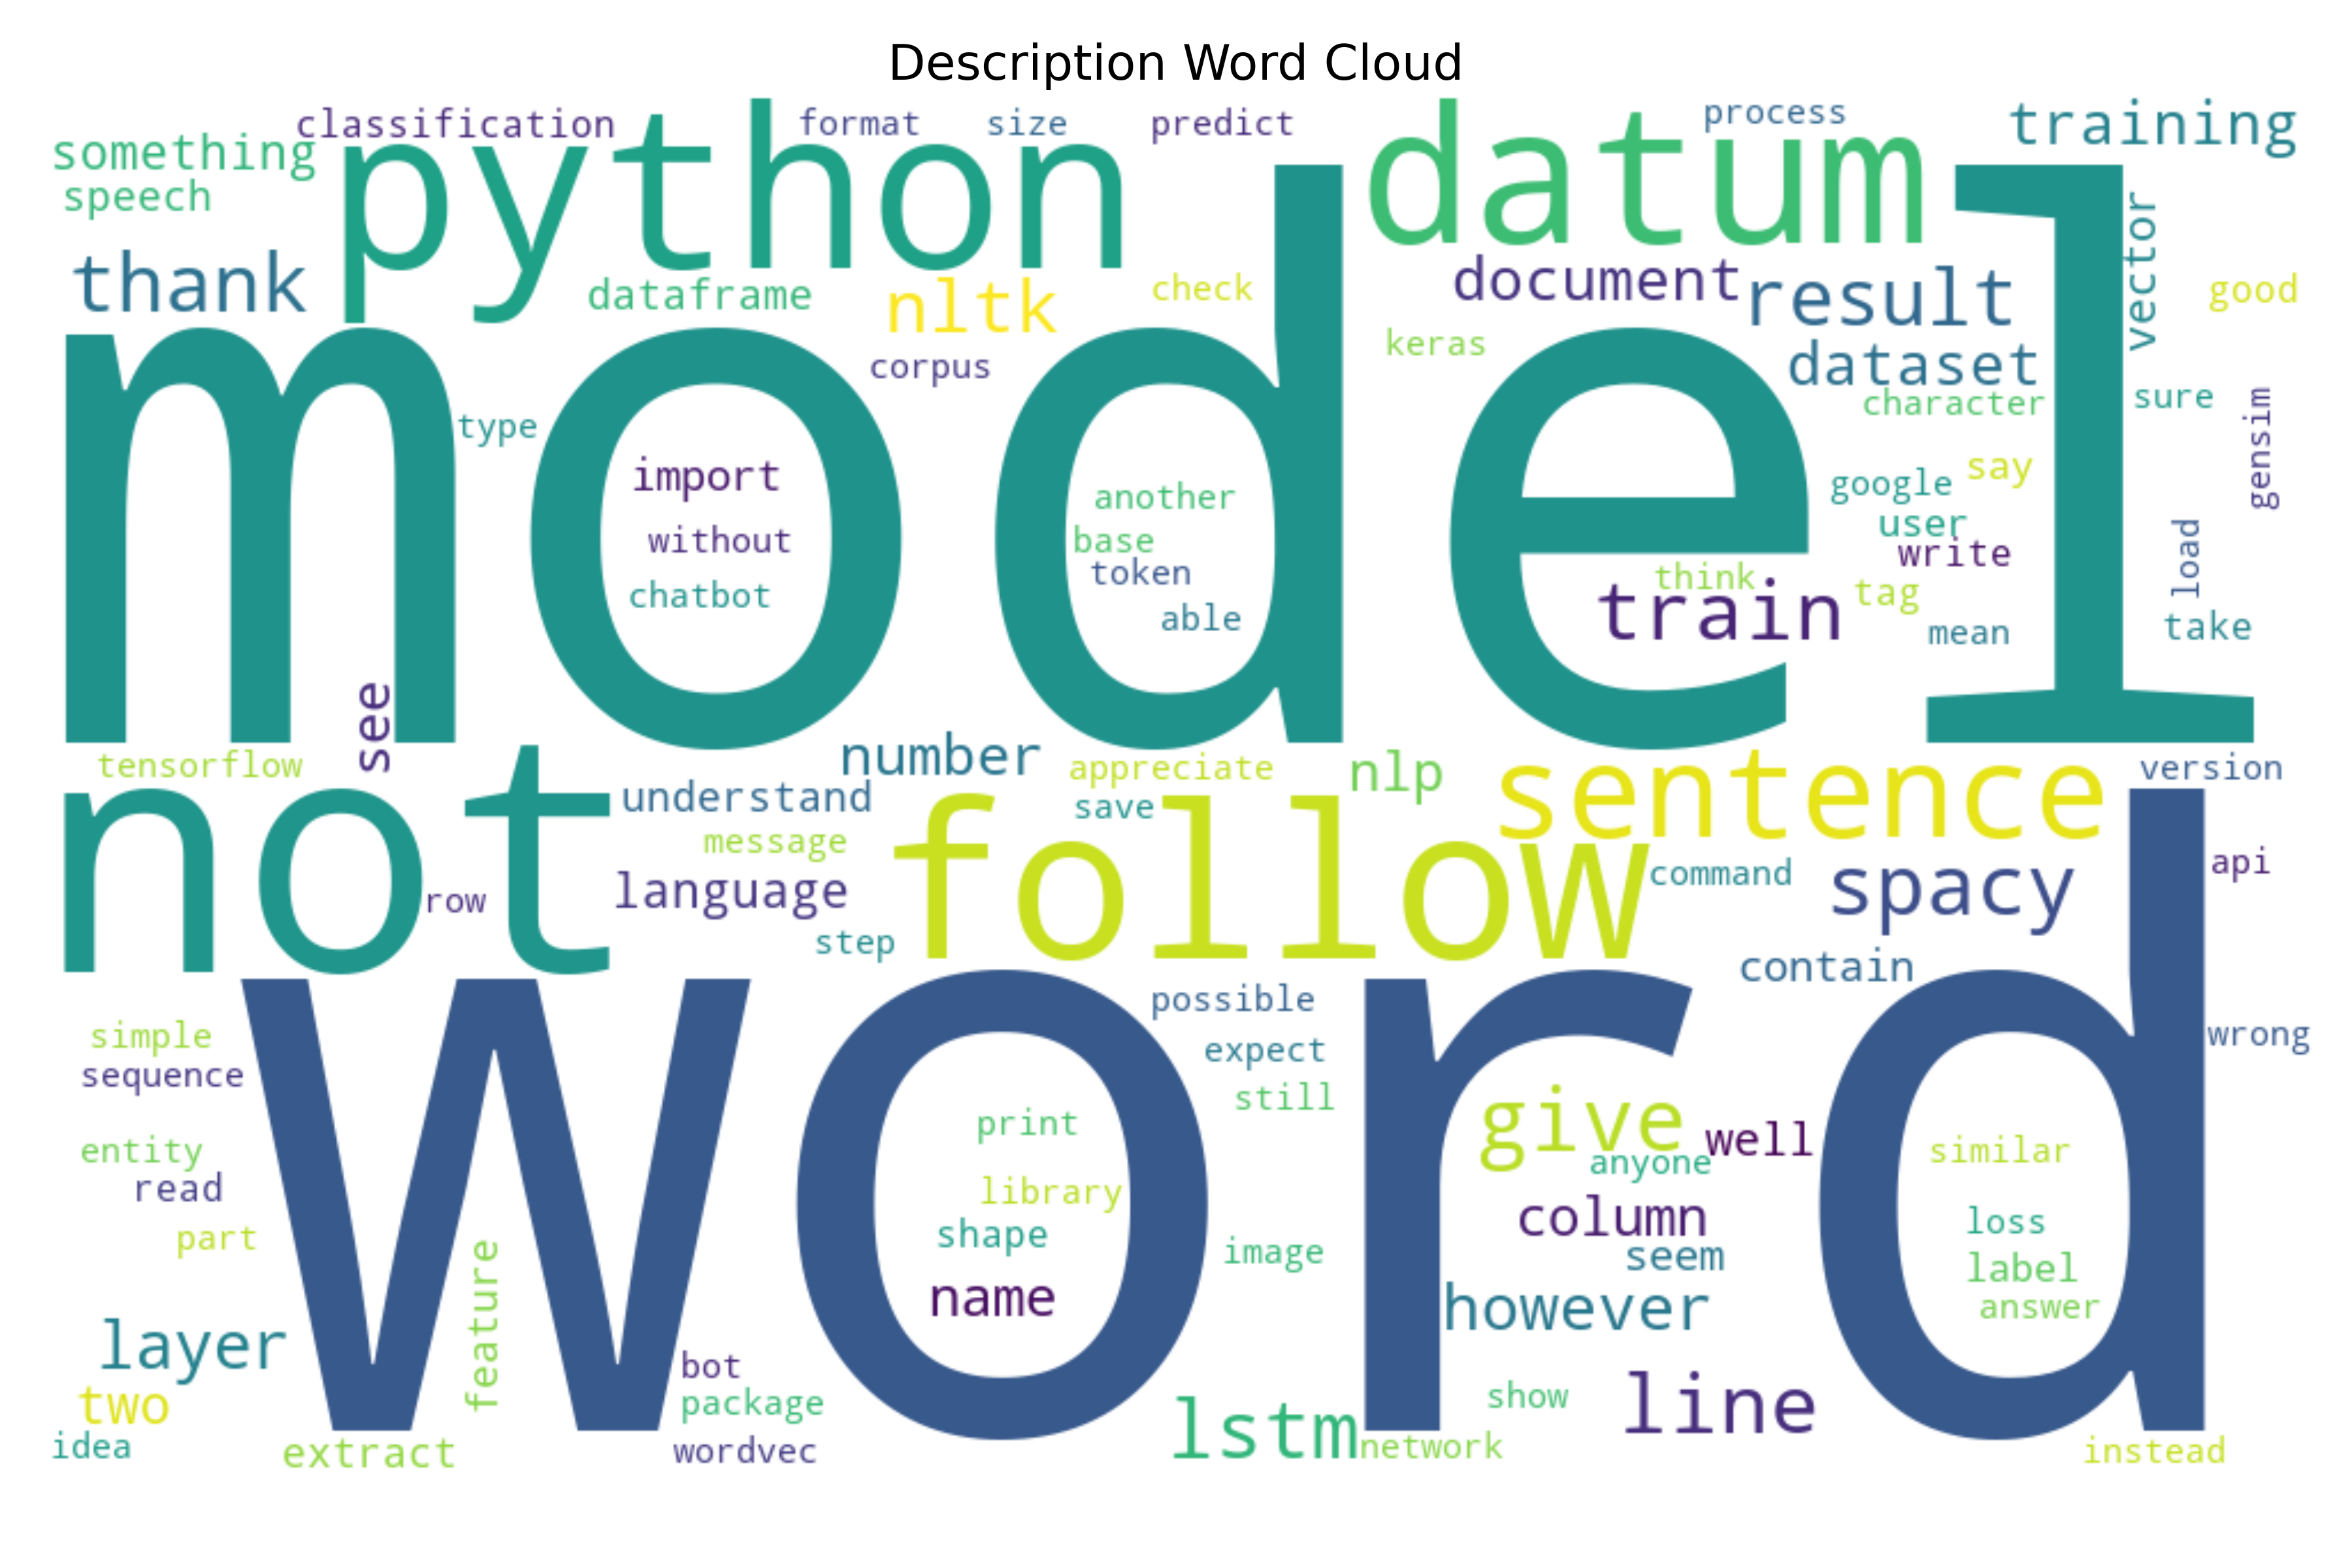 Description Word Cloud
classification
format
size
predict
process
training
something
python
datum
speech
vector
thank
dataframe
nltk
check
document
result
good
corpus
keras
dataset
model
type
character
sure
gensim
import
another
google
say
without
base
user
write
load
chatbot
token
think
tag
able
train
mean
take
see
tensorflow
number
appreciate
nlp
sentence
version
not
understand
save
message
follow
command
spacy
api
row
language
step
contain
word
possible
simple
expect
wrong
sequence
still
print
give
well
similar
entity
anyone
read
library
column
loss
part
shape
image
seem
label
feature
name
however
answer
layer
bot
two
package
lstm
show
line
idea
extract
wordvec
network
instead